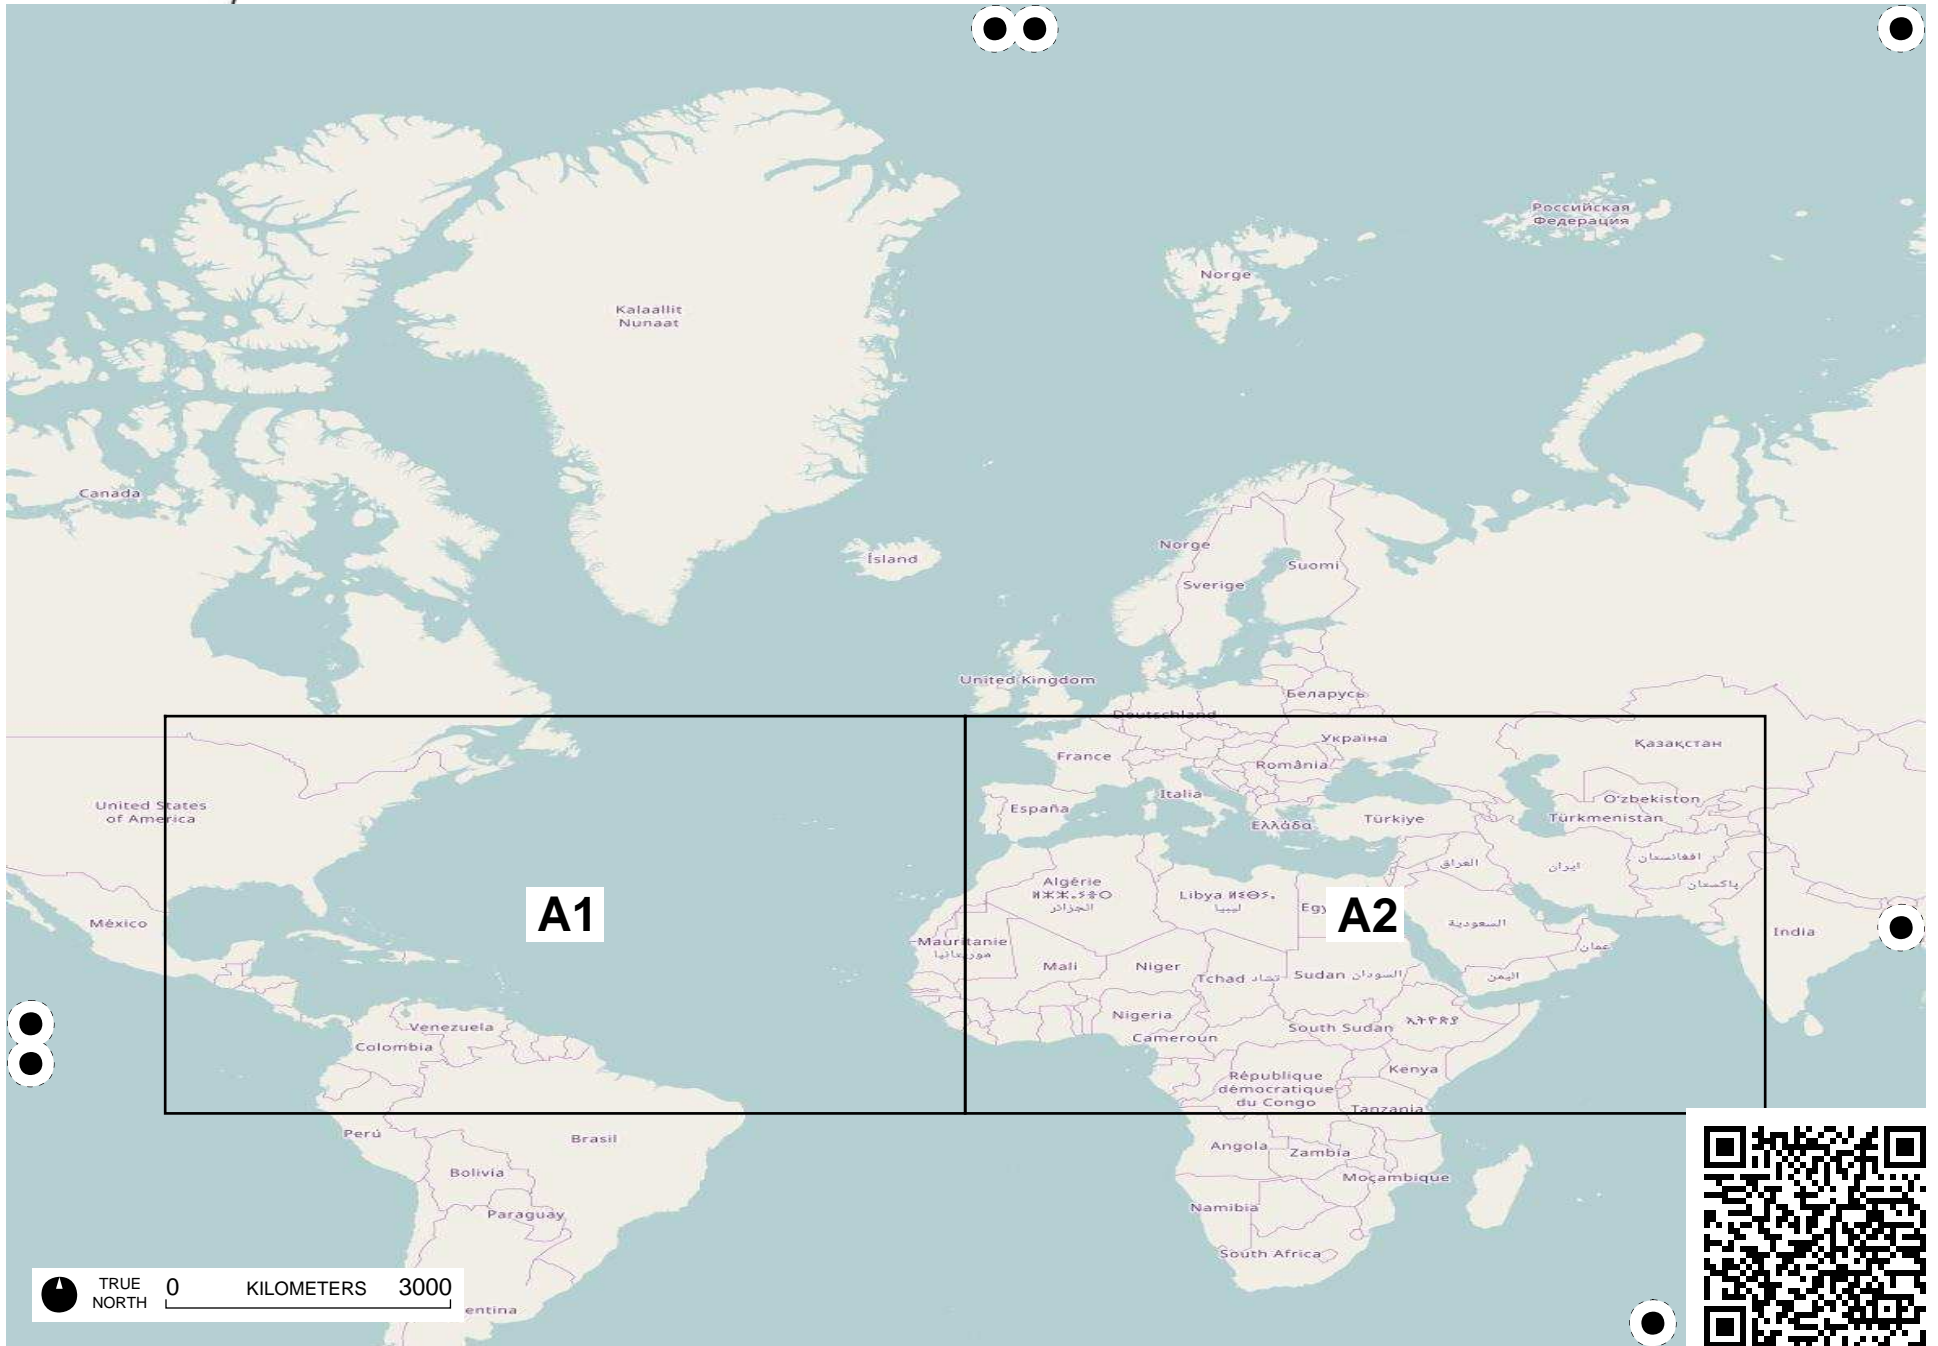 Российская
Федерация
Norge
Kalaallit
Nunaat
Canada
Norge
Ísland
Suomi
Sverige
United Kingdom
Беларусь
Deutschland
Україна
Қазақстан
France
România
Italia
Oʻzbekiston
United States
of America
España
Türkiye
Türkmenistan
Ελλάδα
العراق
ایران
افغانستان
Algérie
ⵍⵣⵣⴰⵢⴻⵔ
الجزائر
پاکستان
Libya ⵍⵉⴱⵢⴰ
ليبيا
Egy
A1
A2
México
السعودية
India
Mauritanie
موريتانيا
عمان
Mali
Niger
Tchad تشاد
Sudan السودان
اليمن
Nigeria
ኢትዮጵያ
Venezuela
South Sudan
Cameroun
Colombia
Kenya
République
démocratique
du Congo
Tanzania
Perú
Brasil
Angola
Zambia
Bolivia
Moçambique
Paraguay
Namibia
South Africa
TRUE
NORTH
0 KILOMETERS 3000
entina